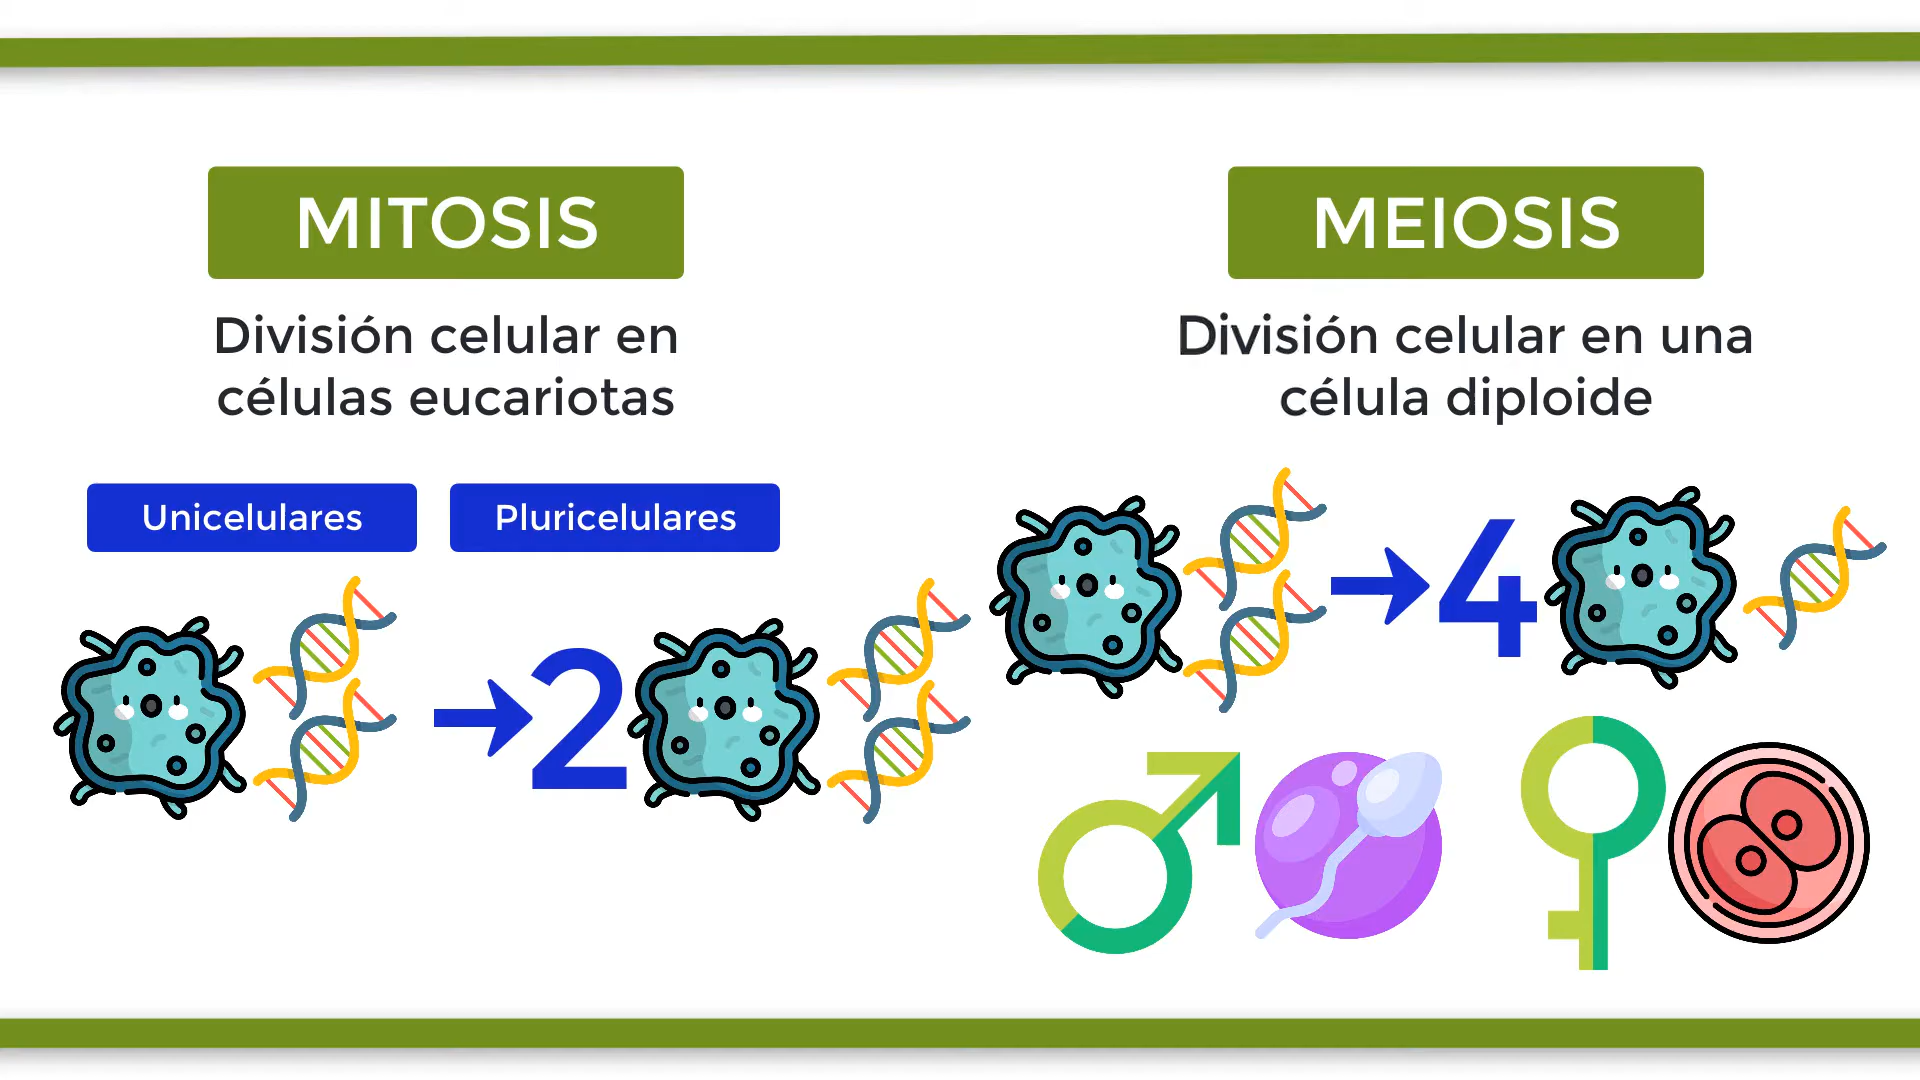 MITOSIS
División celular en
células eucariotas
Unicelulares
Pluricelulares
2
MEIOSIS
División celular en una
célula diploide
4